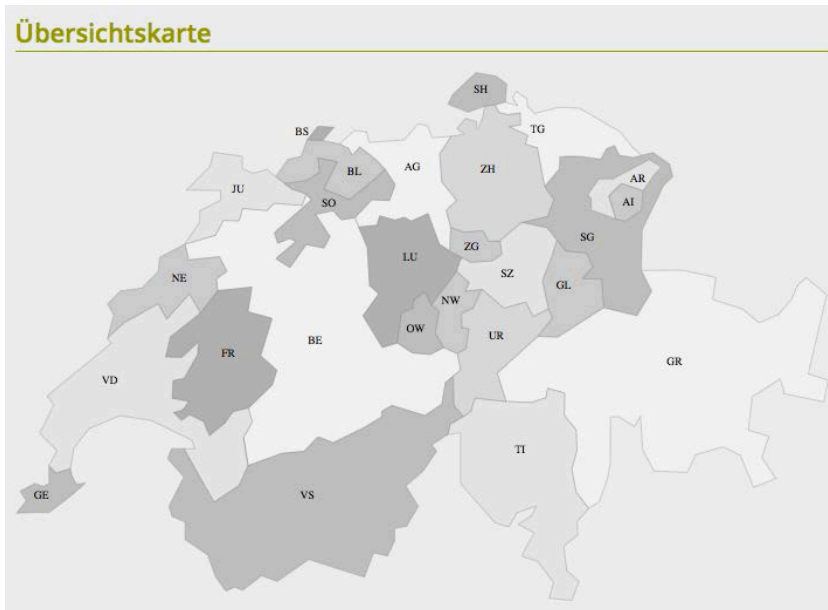 Übersichtskarte
SH
BS
TG
AG
BL
ZH
AR
JU
SO
AI
SG
ZG
LU
SZ
NE
GL
NW
OW
UR
BE
FR
GR
VD
TI
GE
VS